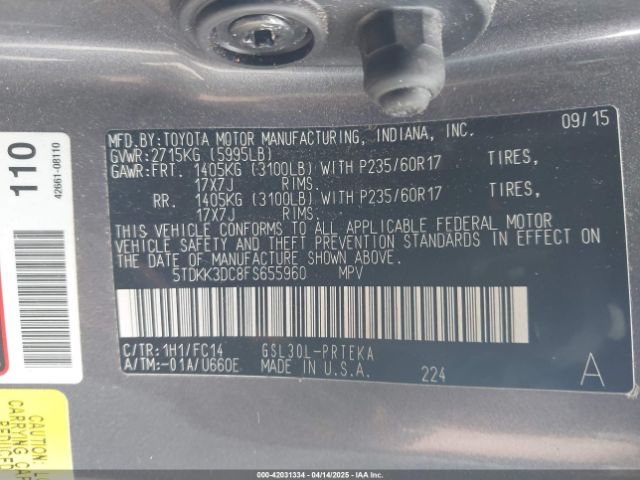 MFD.BY:TOYOTA MOTOR MANUFACTURING, INDIANA, INC. 09/15
GVWR:2715KG (5995LB)
GAWR:FRT. 1405KG (3100LB) WITH P235/60R17 TIRES,
17X7J RIMS.
RR. 1405KG (3100LB) WITH P235/60R17 TIRES,
17X7J RIMS.
THIS VEHICLE CONFORMS TO ALL APPLICABLE FEDERAL MOTOR
VEHICLE SAFETY AND THEFT PREVENTION STANDARDS IN EFFECT ON
THE DATE OF MANUFACTURE SHOWN ABOVE.
5TDKK3DC8FS655960 MPV
C/TR:1H1/FC14 GSL30L-PRTEKA
A/TM:-01A/U660E MADE IN U.S.A. 224 A
110
42661-08110
CAUTION:
CARRYING
REDUCED
000-42031334 - 04/14/2025 - IAAI.COM